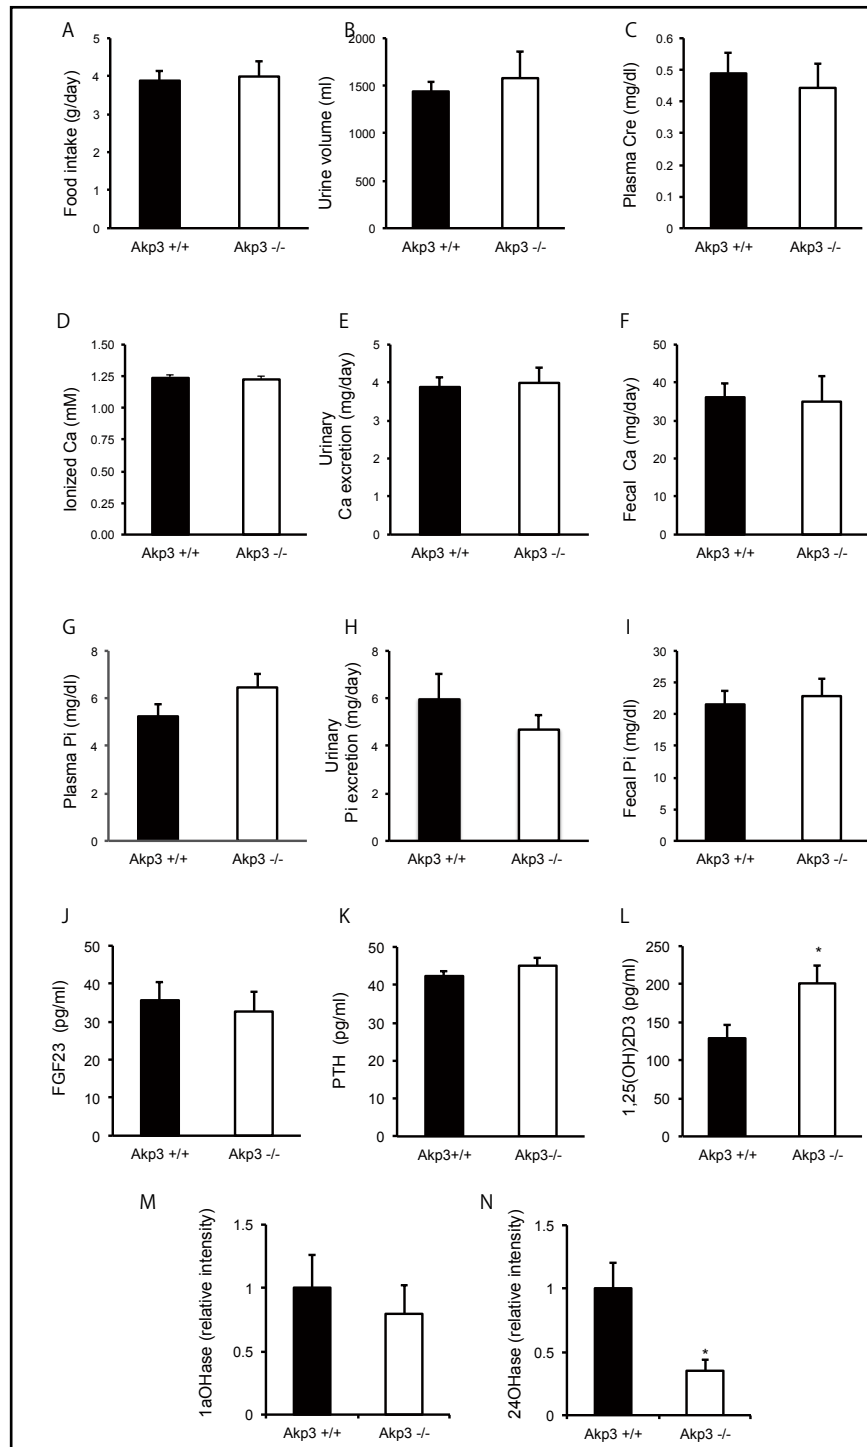 A
Food intake (g/day)
5
4
3
2
1
0
Akp3 +/+ Akp3 -/-
B
Urine volume (ml)
2000
1500
1000
500
0
Akp3 +/+ Akp3 -/-
C
Plasma Cre (mg/dl)
0.6
0.5
0.4
0.3
0.2
0.1
0
Akp3 +/+ Akp3 -/-
D
Ionized Ca (mM)
1.50
1.25
1.00
0.75
0.50
0.25
0.00
Akp3 +/+ Akp3 -/-
E
Urinary
Ca excretion (mg/day)
5
4
3
2
1
0
Akp3 +/+ Akp3 -/-
F
Fecal Ca (mg/day)
50
40
30
20
10
0
Akp3 +/+ Akp3 -/-
G
Plasma Pi (mg/dl)
8
6
4
2
0
Akp3 +/+ Akp3 -/-
H
Urinary
Pi excretion (mg/day)
8
6
4
2
0
Akp3 +/+ Akp3 -/-
I
Fecal Pi (mg/dl)
30
25
20
15
10
5
0
Akp3 +/+ Akp3 -/-
J
FGF23 (pg/ml)
50
40
30
20
10
0
Akp3 +/+ Akp3 -/-
K
PTH (pg/ml)
50
40
30
20
10
0
Akp3+/+ Akp3-/-
L
1,25(OH)2D3 (pg/ml)
250
200
150
100
50
0
*
Akp3 +/+ Akp3 -/-
M
1aOHase (relative intensity)
1.5
1
0.5
0
Akp3 +/+ Akp3 -/-
N
24OHase (relative intensity)
1.5
1
0.5
0
*
Akp3 +/+ Akp3 -/-